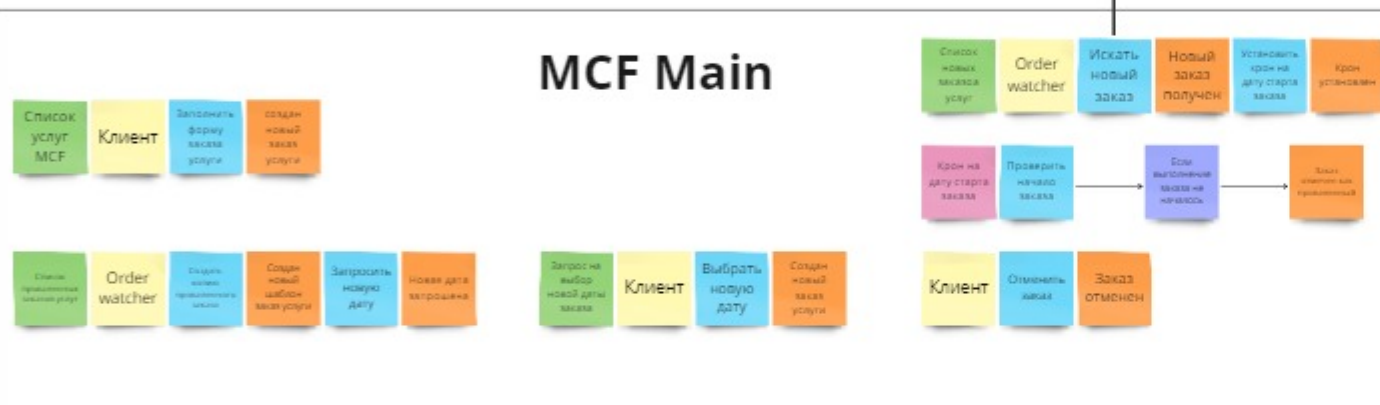 MCF Main
Список
услуг
MCF
Клиент
Заполнить
форму
заказа
услуги
создан
новый
заказ
услуги
Список
новых
заказов
услуг
Order
watcher
Искать
новый
заказ
Новый
заказ
получен
Установить
крон на
дату старта
заказа
Крон
установлен
Крон на
дату старта
заказа
Проверить
начало
заказа
Если
выполнение
заказа не
началось
Заказ
Список
Order
watcher
Создать
Создан
новый
шаблон
заказ услуги
Запросить
новую
дату
Новая дата
запрошена
Запрос на
выбор
новой даты
заказа
Клиент
Выбрать
новую
дату
Создан
новый
заказ
услуги
Клиент
Отменить
заказ
Заказ
отменен